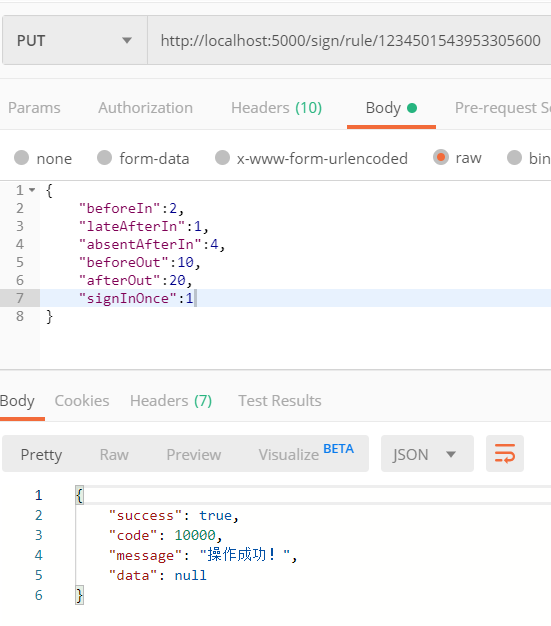 PUT http://localhost:5000/sign/rule/1234501543953305600
Params Authorization Headers (10) Body Pre-request S
none form-data x-www-form-urlencoded raw bin
1 {
2 "beforeIn":2,
3 "lateAfterIn":1,
4 "absentAfterIn":4,
5 "beforeOut":10,
6 "afterOut":20,
7 "signInOnce":1
8 }
Body Cookies Headers (7) Test Results
Pretty Raw Preview Visualize BETA JSON
1 {
2 "success": true,
3 "code": 10000,
4 "message": "操作成功！",
5 "data": null
6 }